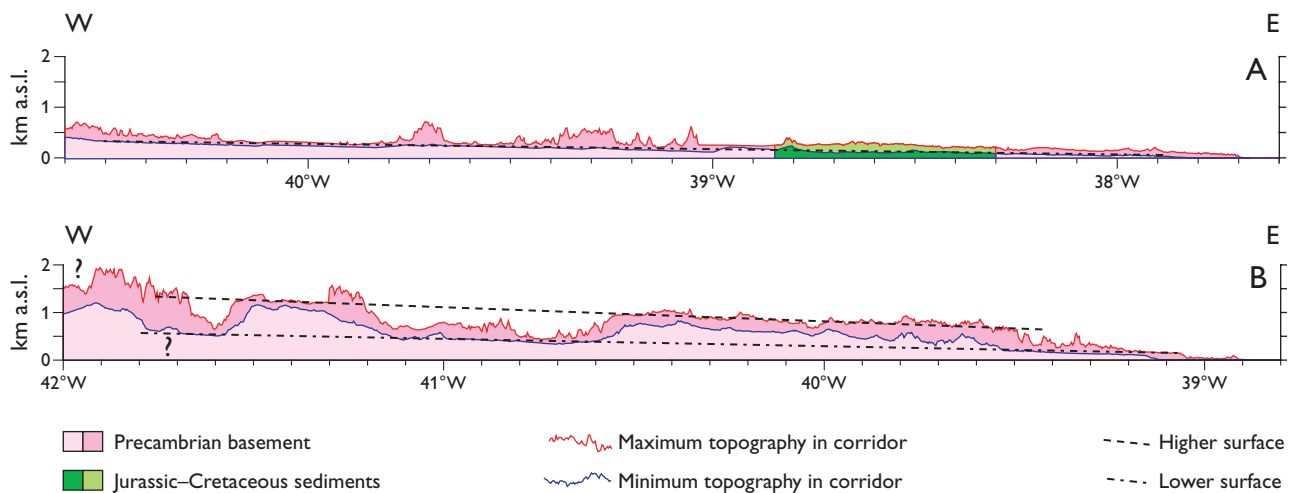 W E
A
km a.s.l.
2
1
0
40°W 39°W 38°W
W E
B
? ?
km a.s.l.
2
1
0
42°W 41°W 40°W 39°W
Precambrian basement Maximum topography in corridor Higher surface
Jurassic–Cretaceous sediments Minimum topography in corridor Lower surface